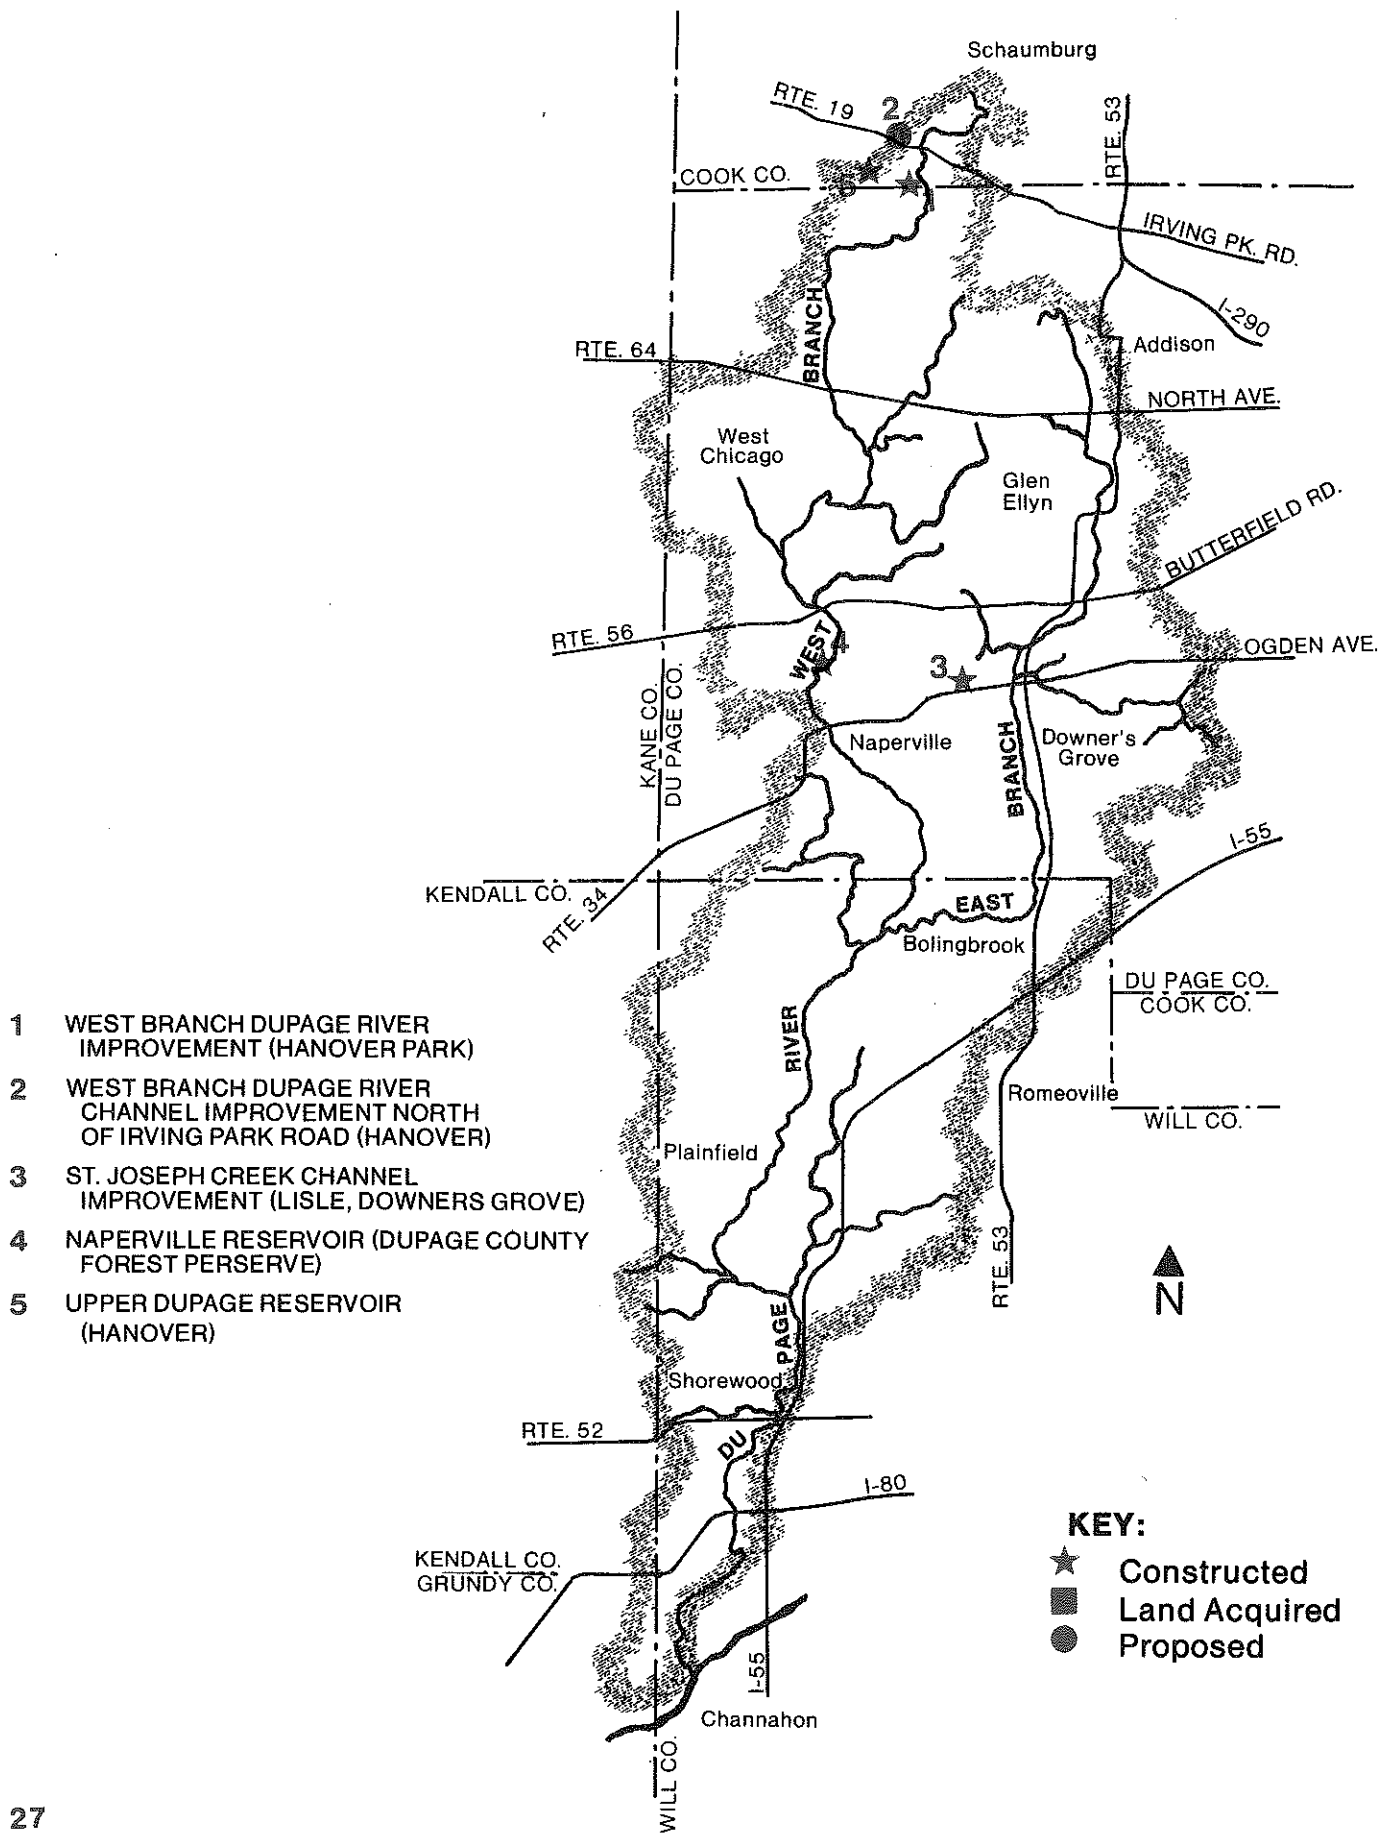 Schaumburg
RTE. 19
2
RTE. 53
COOK CO.
5
1
IRVING PK. RD.
I-290
BRANCH
RTE. 64
Addison
NORTH AVE.
West
Chicago
Glen
Ellyn
BUTTERFIELD RD.
RTE. 56
WEST
4
3
OGDEN AVE.
KANE CO.
DU PAGE CO.
Naperville
BRANCH
Downer's
Grove
I-55
KENDALL CO.
RTE. 34
EAST
Bolingbrook
DU PAGE CO.
COOK CO.
RIVER
Romeoville
WILL CO.
Plainfield
RTE. 53
N
PAGE
Shorewood
RTE. 52
DU
I-80
KENDALL CO.
GRUNDY CO.
I-55
Channahon
WILL CO.
1 WEST BRANCH DUPAGE RIVER
IMPROVEMENT (HANOVER PARK)
2 WEST BRANCH DUPAGE RIVER
CHANNEL IMPROVEMENT NORTH
OF IRVING PARK ROAD (HANOVER)
3 ST. JOSEPH CREEK CHANNEL
IMPROVEMENT (LISLE, DOWNERS GROVE)
4 NAPERVILLE RESERVOIR (DUPAGE COUNTY
FOREST PERSERVE)
5 UPPER DUPAGE RESERVOIR
(HANOVER)
KEY:
Constructed
Land Acquired
Proposed
27